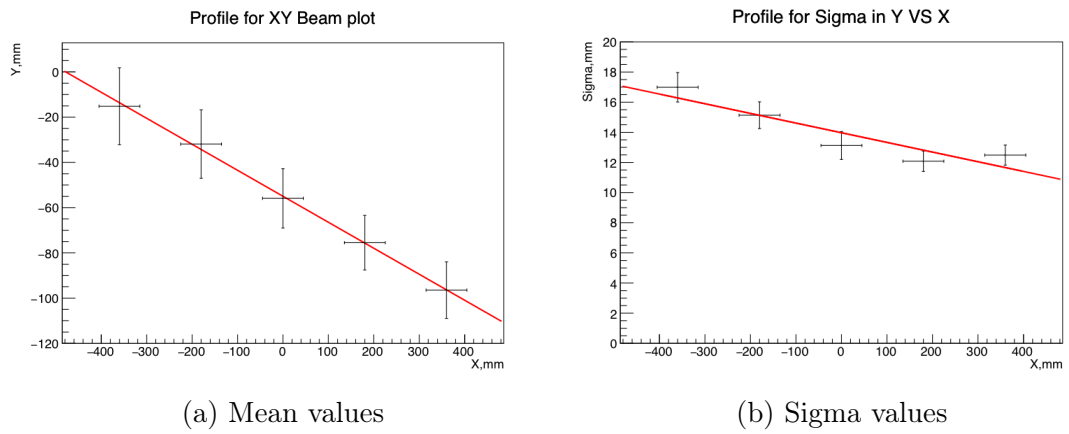 Profile for XY Beam plot
Y,mm
0
−20
−40
−60
−80
−100
−120
−400 −300 −200 −100 0 100 200 300 400
X,mm
(a) Mean values
Profile for Sigma in Y VS X
Sigma,mm
20
18
16
14
12
10
8
6
4
2
0
−400 −300 −200 −100 0 100 200 300 400
X,mm
(b) Sigma values